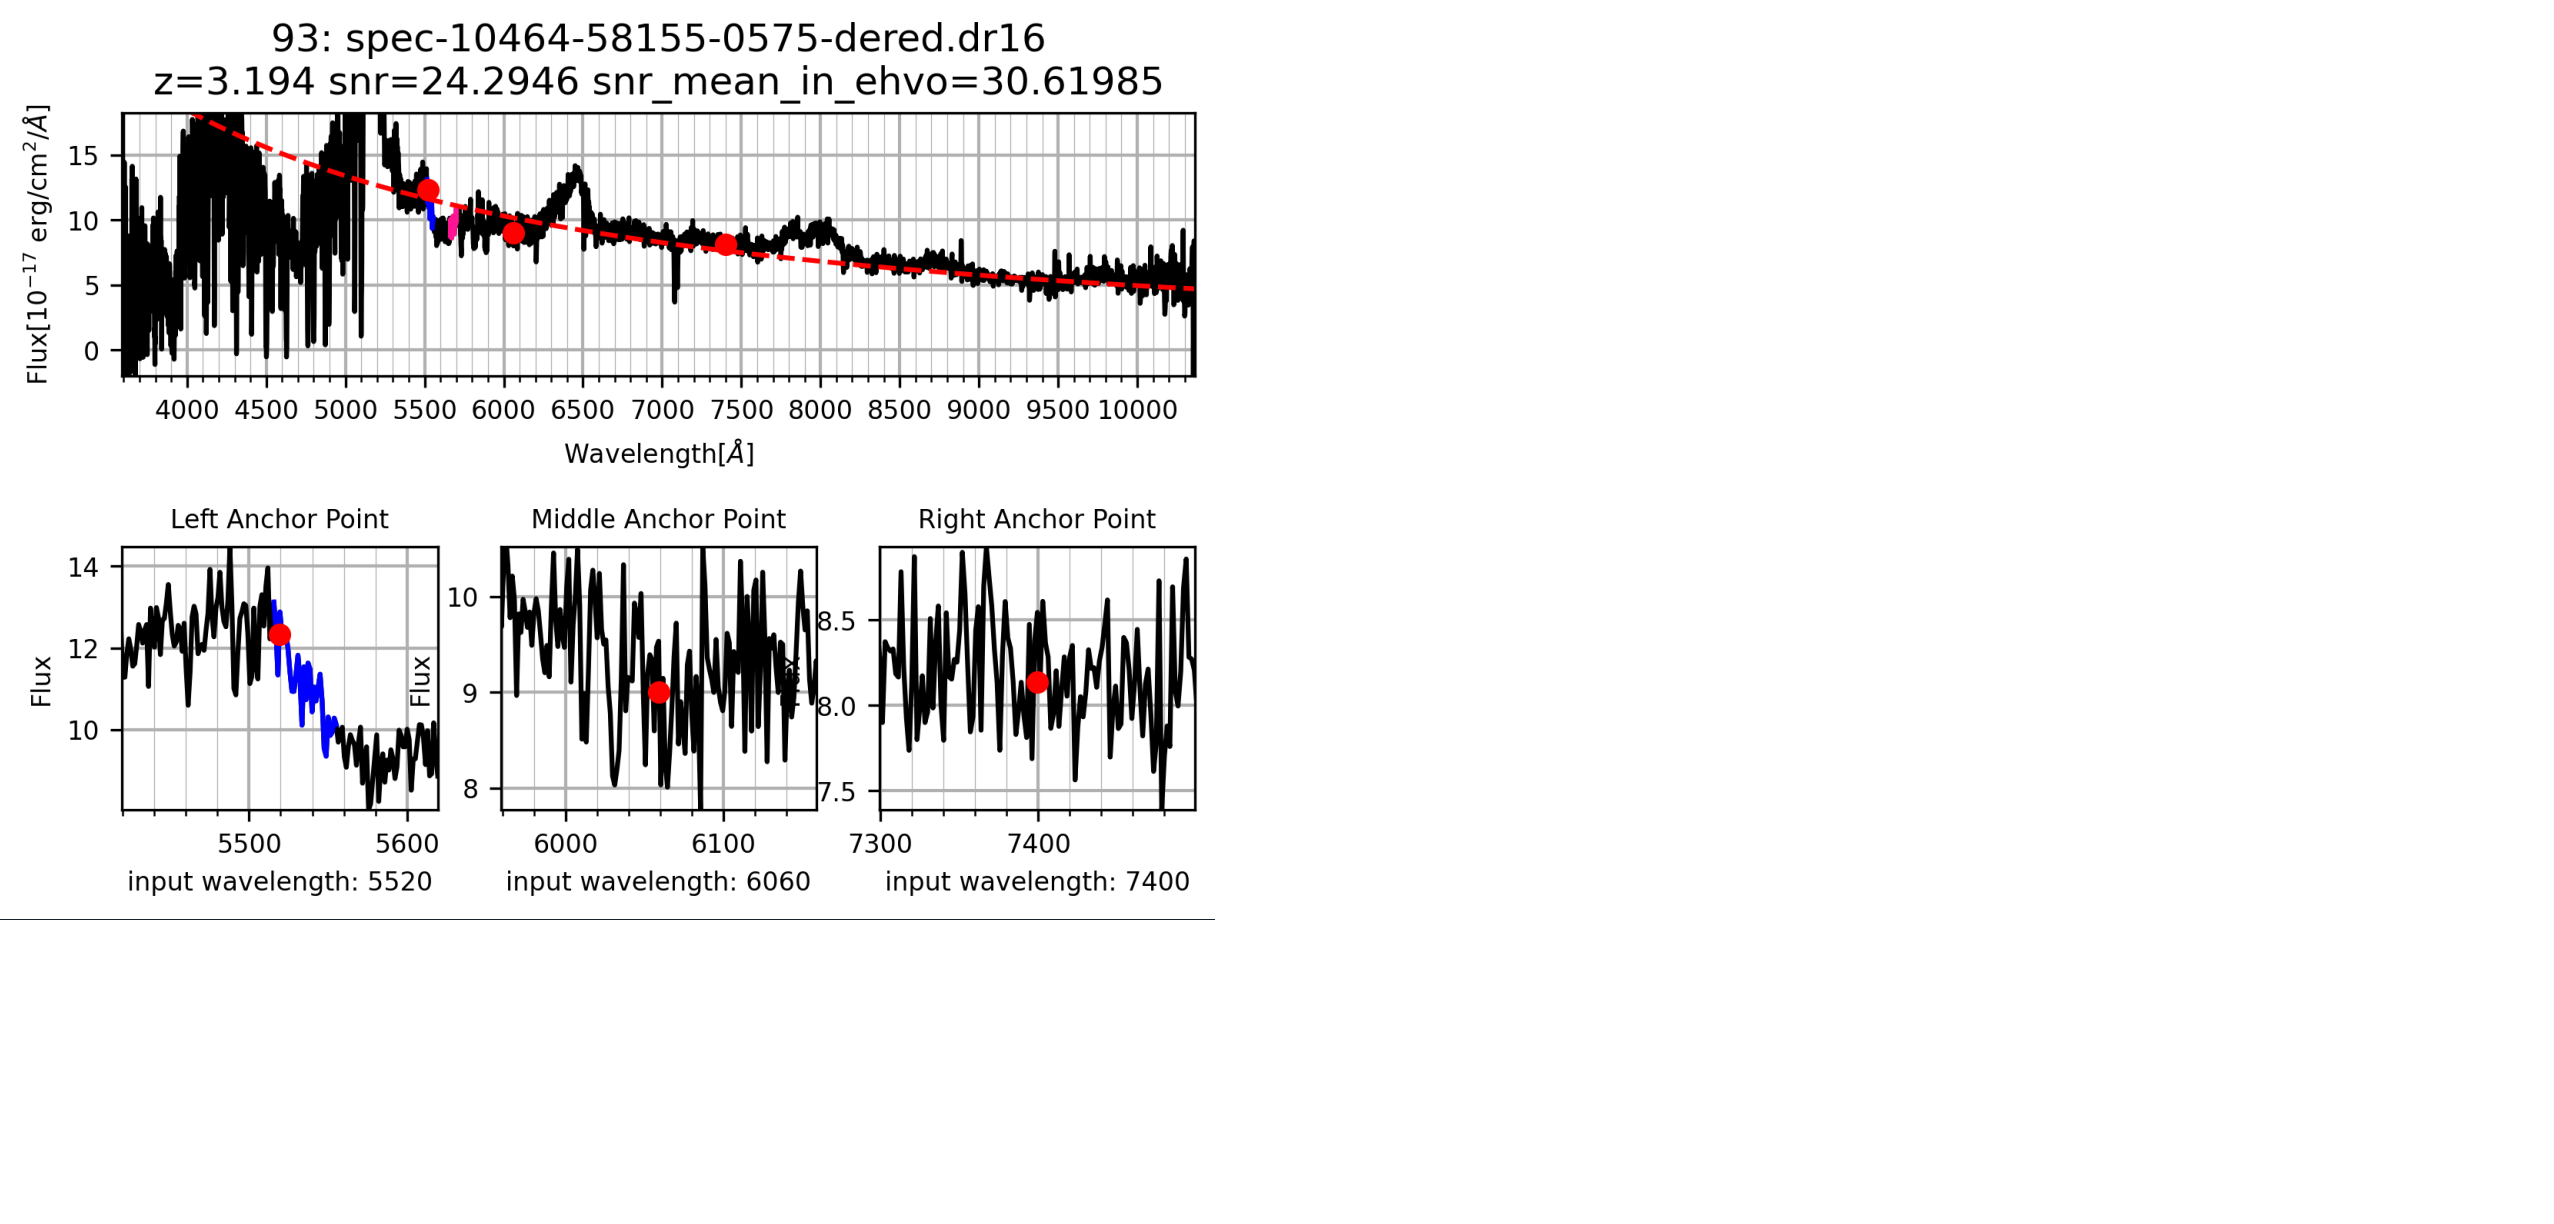 93: spec-10464-58155-0575-dered.dr16
z=3.194 snr=24.2946 snr_mean_in_ehvo=30.61985
Flux[10⁻¹⁷ erg/cm²/Å]
15
10
5
0
4000 4500 5000 5500 6000 6500 7000 7500 8000 8500 9000 9500 10000
Wavelength[Å]
Left Anchor Point
Flux
14
12
10
5500 5600
input wavelength: 5520
Middle Anchor Point
Flux
10
9
8
6000 6100
input wavelength: 6060
Right Anchor Point
8.5
8.0
7.5
7300 7400
input wavelength: 7400